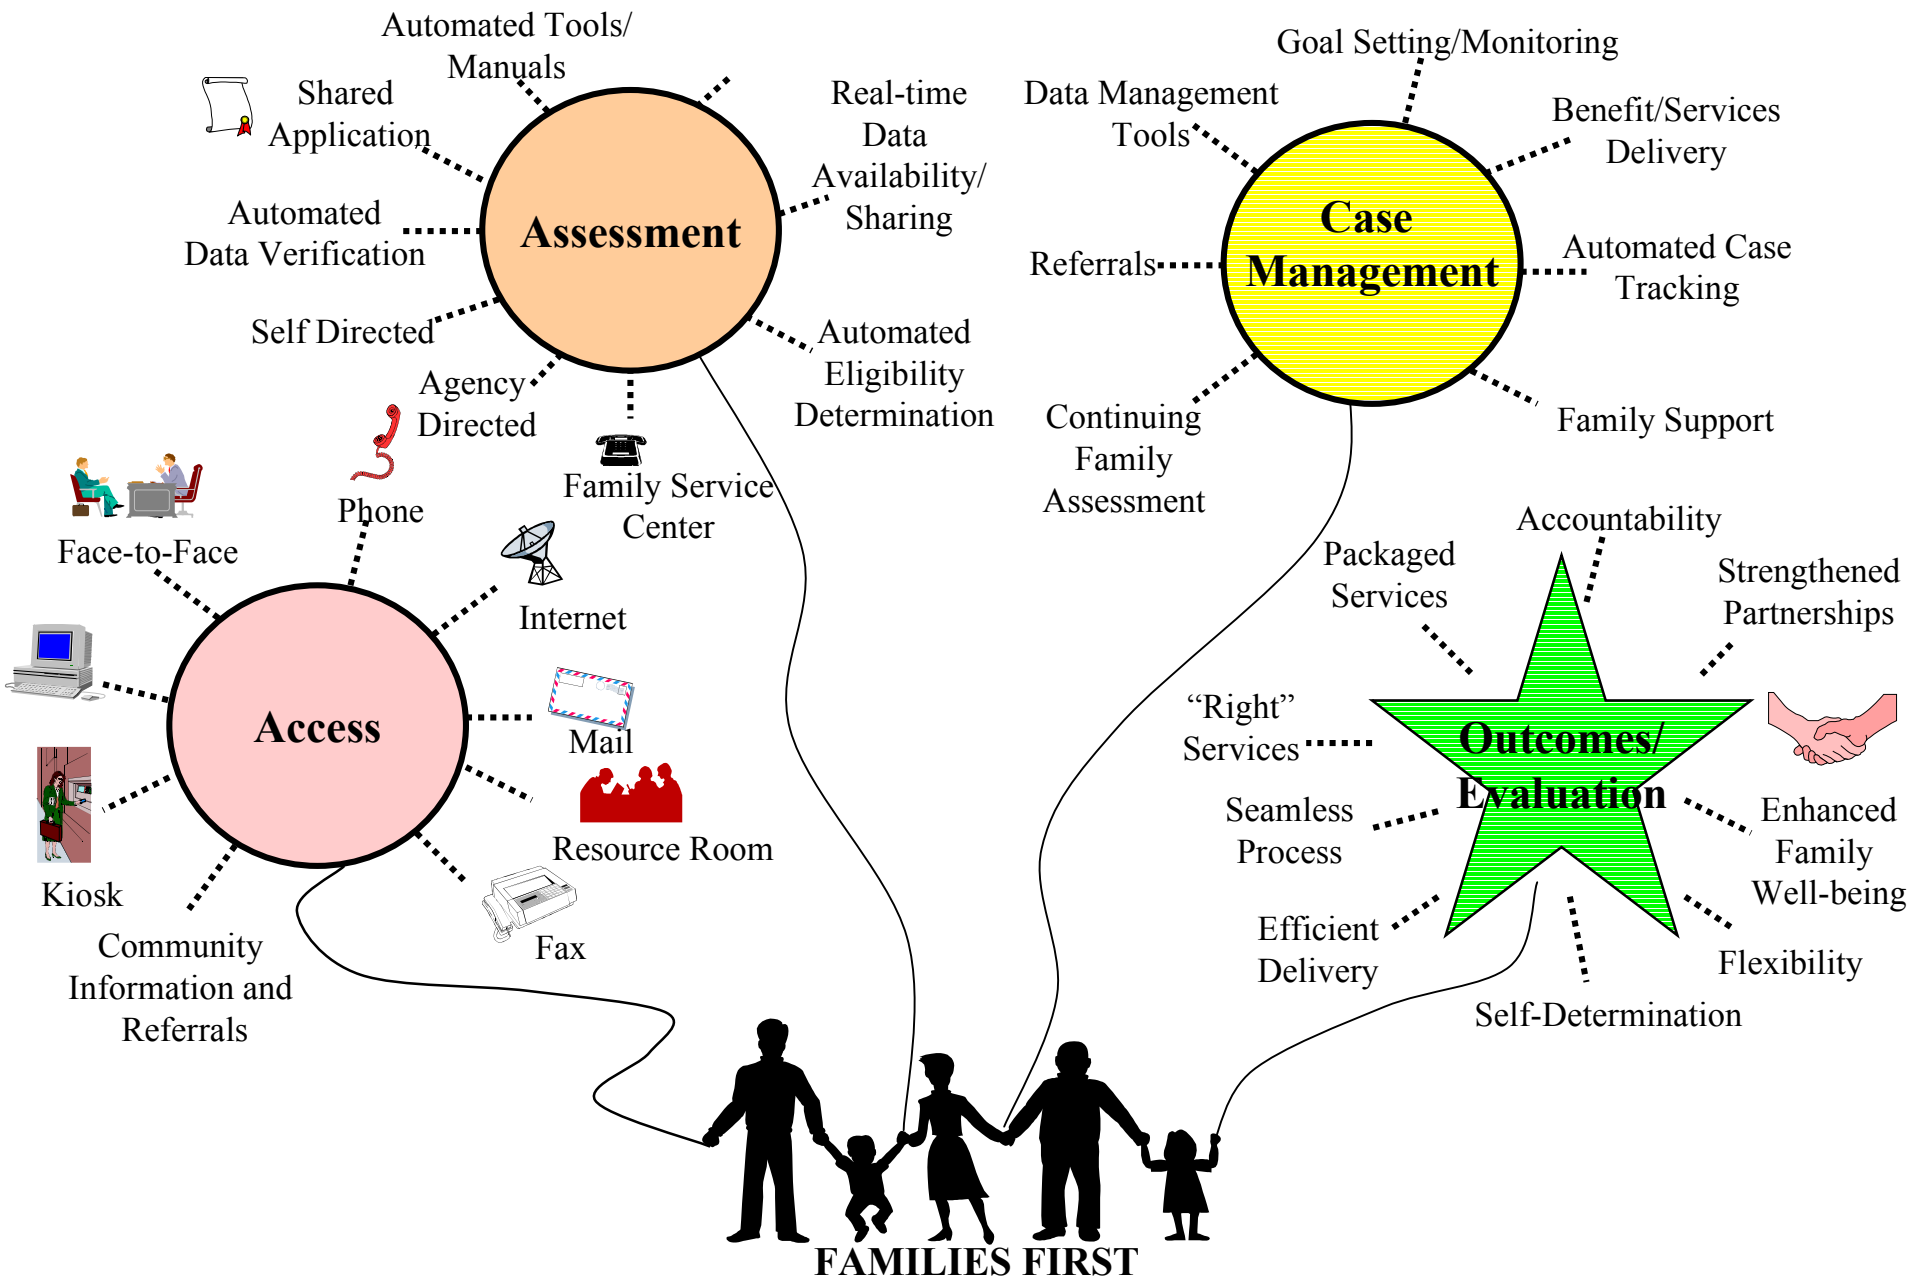 Automated Tools/
Manuals
Shared
Application
Real-time
Data
Availability/
Sharing
Automated
Data Verification
Assessment
Self Directed
Agency
Directed
Automated
Eligibility
Determination
Family Service
Center
Goal Setting/Monitoring
Data Management
Tools
Benefit/Services
Delivery
Case
Management
Referrals
Automated Case
Tracking
Continuing
Family
Assessment
Family Support
Phone
Face-to-Face
Internet
Access
Mail
Resource Room
Kiosk
Fax
Community
Information and
Referrals
Accountability
Packaged
Services
Strengthened
Partnerships
“Right”
Services
Outcomes/
Evaluation
Seamless
Process
Enhanced
Family
Well-being
Efficient
Delivery
Flexibility
Self-Determination
FAMILIES FIRST